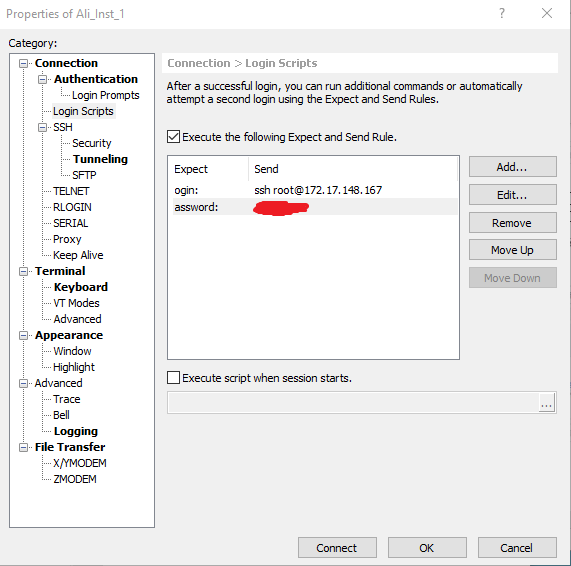 Properties of Ali_Inst_1
?
Category:
Connection
Authentication
Login Prompts
Login Scripts
SSH
Security
Tunneling
SFTP
TELNET
RLOGIN
SERIAL
Proxy
Keep Alive
Terminal
Keyboard
VT Modes
Advanced
Appearance
Window
Highlight
Advanced
Trace
Bell
Logging
File Transfer
X/YMODEM
ZMODEM
Connection > Login Scripts
After a successful login, you can run additional commands or automatically
attempt a second login using the Expect and Send Rules.
Execute the following Expect and Send Rule.
Expect Send
ogin: ssh root@172.17.148.167
assword:
Add...
Edit...
Remove
Move Up
Move Down
Execute script when session starts.
...
Connect OK Cancel